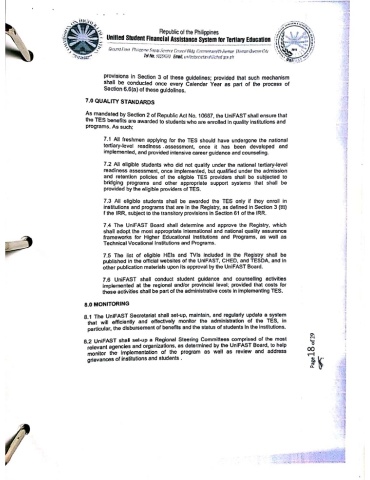 Republic of the Philippines
Unified Student Financial Assistance System for Tertiary Education
provisions in Section 3 of these guidelines; provided that such mechanism
shall be conducted once every Calendar Year as part of the process of
Section 6.6(a) of these guidelines.
7.0 QUALITY STANDARDS
As mandated by Section 2 of Republic Act No. 10687, the UniFAST shall ensure that
the TES benefits are awarded to students who are enrolled in quality institutions and
programs. As such:
7.1 All freshmen applying for the TES should have undergone the national
tertiary-level readiness assessment, once it has been developed and
implemented, and provided intensive career guidance and counseling.
7.2 All eligible students who did not qualify under the national tertiary-level
readiness assessment, once implemented, but qualified under the admission
and retention policies of the eligible TES providers shall be subjected to
bridging programs and other appropriate support systems that shall be
provided by the eligible providers of TES.
7.3 All eligible students shall be awarded the TES only if they enroll in
institutions and programs that are in the Registry, as defined in Section 3 (III)
f the IRR, subject to the transitory provisions in Section 61 of the IRR.
7.4 The UniFAST Board shall determine and approve the Registry, which
shall adopt the most appropriate international and national quality assurance
frameworks for Higher Educational Institutions and Programs, as well as
Technical Vocational Institutions and Programs.
7.5 The list of eligible HEIs and TVIs included in the Registry shall be
published in the official websites of the UniFAST, CHED, and TESDA, and in
other publication materials upon its approval by the UniFAST Board.
7.6 UniFAST shall conduct student guidance and counseling activities
implemented at the regional and/or provincial level; provided that costs for
these activities shall be part of the administrative costs in implementing TES.
8.0 MONITORING
8.1 The UniFAST Secretariat shall set-up, maintain, and regularly update a system
that will efficiently and effectively monitor the administration of the TES, in
particular, the disbursement of benefits and the status of students in the institutions.
8.2 UniFAST shall set-up a Regional Steering Committees comprised of the most
relevant agencies and organizations, as determined by the UniFAST Board, to help
monitor the implementation of the program as well as review and address
grievances of institutions and students .
Page 18 of 29